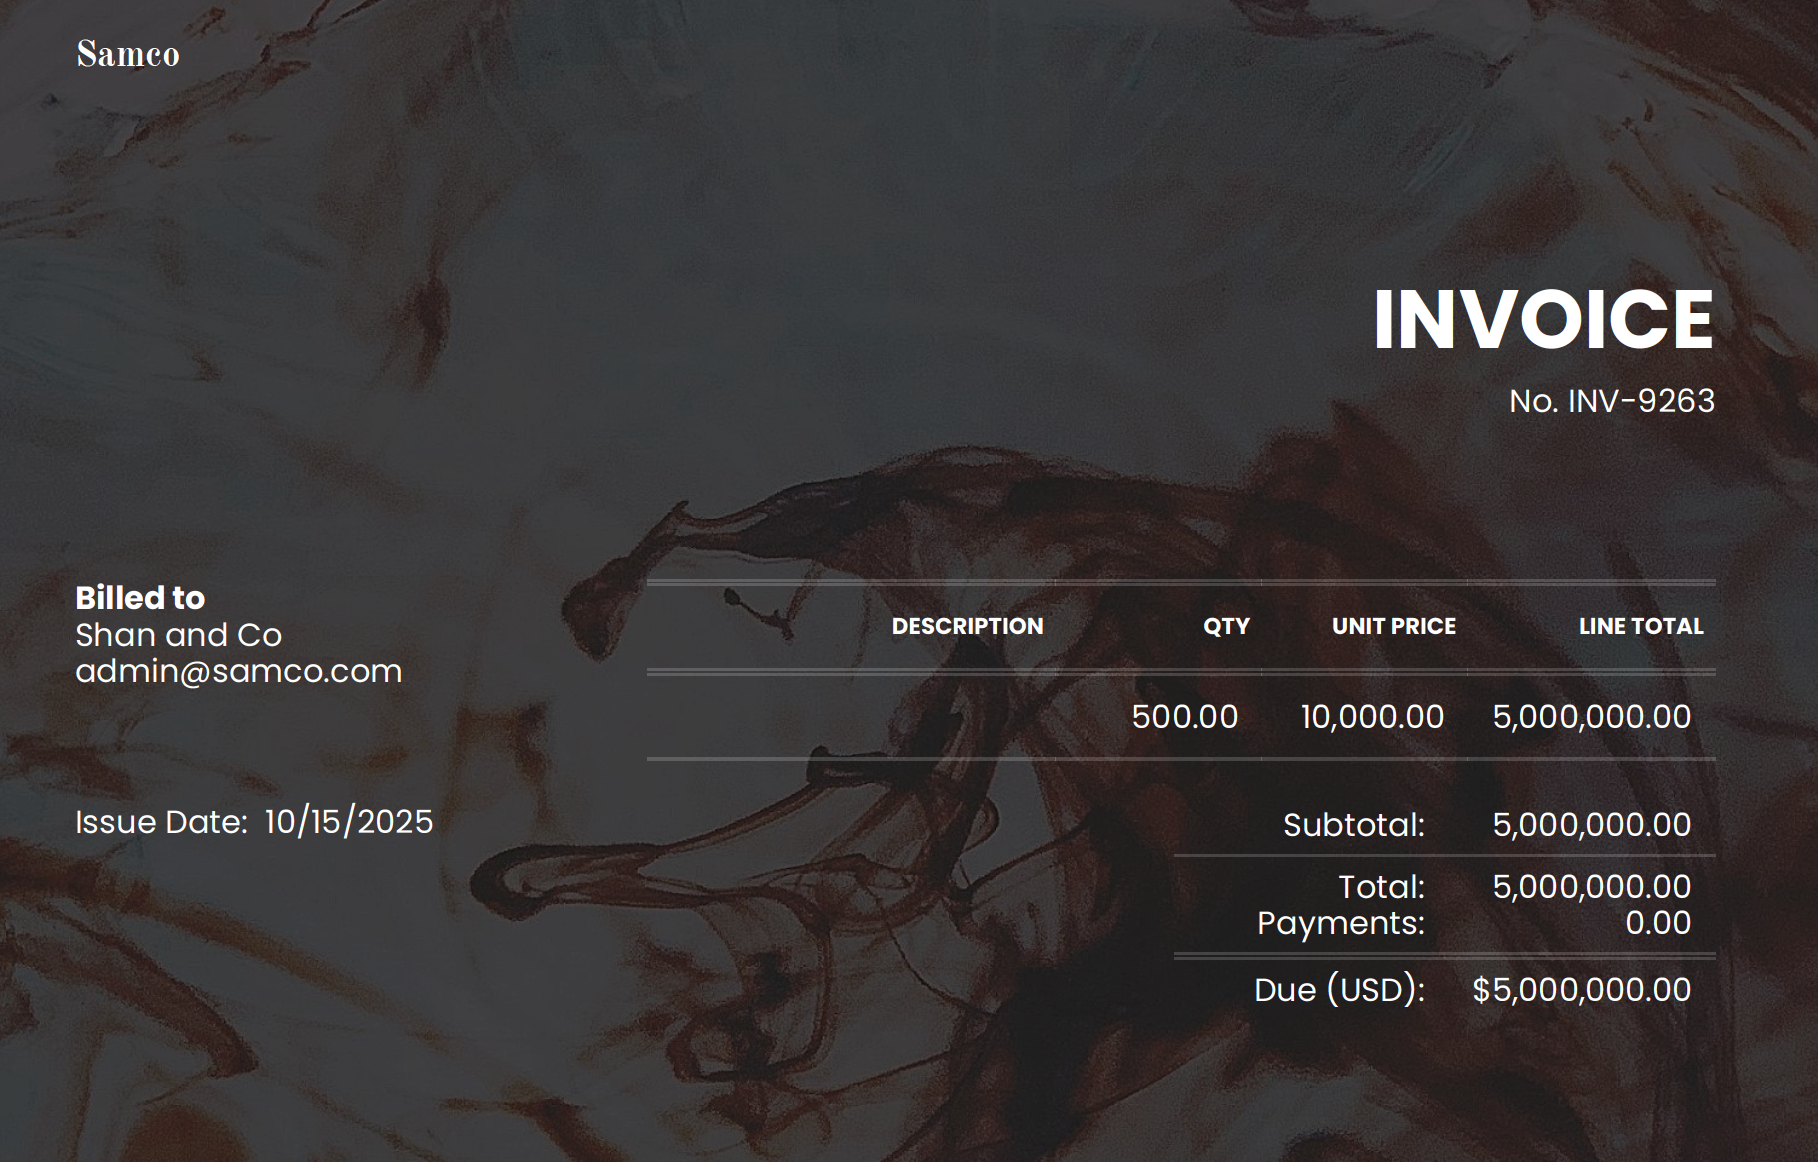 Samco
INVOICE
No. INV-9263
Billed to
Shan and Co
admin@samco.com
Issue Date: 10/15/2025
DESCRIPTION QTY UNIT PRICE LINE TOTAL
500.00 10,000.00 5,000,000.00
Subtotal: 5,000,000.00
Total: 5,000,000.00
Payments: 0.00
Due (USD): $5,000,000.00